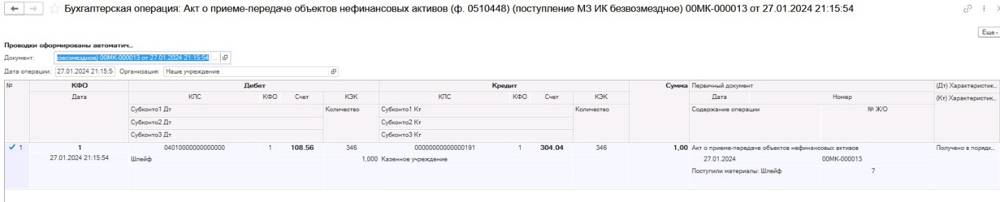 Бухгалтерская операция: Акт о приеме-передаче объектов нефинансовых активов (ф. 0510448) (поступление МЗ ИК безвозмездное) 00МК-000013 от 27.01.2024 21:15:54
Еще
Проводки сформированы автоматич...
Документ: звозмездное) 00МК-000013 от 27.01.2024 21:15:54 ...
Дата операции: 27.01.2024 21:15:5 Организация: Наше учреждение
№ КФО Дебет Кредит Сумма Первичный документ (Дт) Характеристик...
Дата КПС КФО Счет КЭК КПС КФО Счет КЭК Дата Номер (Кт) Характеристик...
Субконто1 Дт Количество Субконто1 Кт Количество Содержание операции № Ж/О
Субконто2 Дт Субконто2 Кт
Субконто3 Дт Субконто3 Кт
1 1 04010000000000000 1 108.56 346 00000000000000191 1 304.04 346 1,00 Акт о приеме-передаче объектов нефинансовых активов Получено в порядк...
27.01.2024 21:15:54 Шлейф 1,000 Казенное учреждение 27.01.2024 00МК-000013
Поступили материалы: Шлейф 7